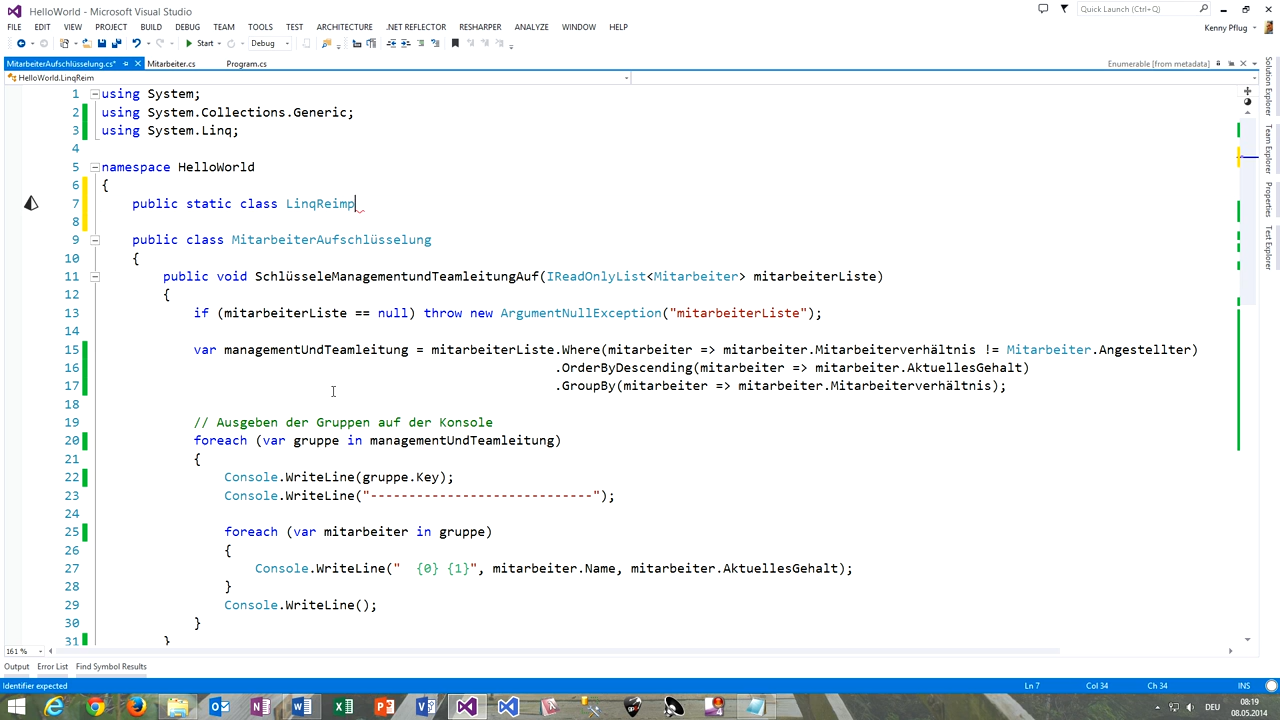 HelloWorld - Microsoft Visual Studio
Quick Launch (Ctrl+Q)
FILE EDIT VIEW PROJECT BUILD DEBUG TEAM TOOLS TEST ARCHITECTURE .NET REFLECTOR RESHARPER ANALYZE WINDOW HELP
Kenny Pflug
Start Debug
MitarbeiterAufschlüsselung.cs* Mitarbeiter.cs Program.cs Enumerable [from metadata]
HelloWorld.LinqReim
1 using System;
2 using System.Collections.Generic;
3 using System.Linq;
4
5 namespace HelloWorld
6 {
7 public static class LinqReimp
8
9 public class MitarbeiterAufschlüsselung
10 {
11 public void SchlüsseleManagementundTeamleitungAuf(IReadOnlyList<Mitarbeiter> mitarbeiterListe)
12 {
13 if (mitarbeiterListe == null) throw new ArgumentNullException("mitarbeiterListe");
14
15 var managementUndTeamleitung = mitarbeiterListe.Where(mitarbeiter => mitarbeiter.Mitarbeiterverhältnis != Mitarbeiter.Angestellter)
16 .OrderByDescending(mitarbeiter => mitarbeiter.AktuellesGehalt)
17 .GroupBy(mitarbeiter => mitarbeiter.Mitarbeiterverhältnis);
18
19 // Ausgeben der Gruppen auf der Konsole
20 foreach (var gruppe in managementUndTeamleitung)
21 {
22 Console.WriteLine(gruppe.Key);
23 Console.WriteLine("-----------------------------");
24
25 foreach (var mitarbeiter in gruppe)
26 {
27 Console.WriteLine("  {0} {1}", mitarbeiter.Name, mitarbeiter.AktuellesGehalt);
28 }
29 Console.WriteLine();
30 }
31 }
Solution Explorer
Team Explorer
Properties
Test Explorer
161 %
Output Error List Find Symbol Results
Identifier expected Ln 7 Col 34 Ch 34 INS
DEU
08:19
08.05.2014